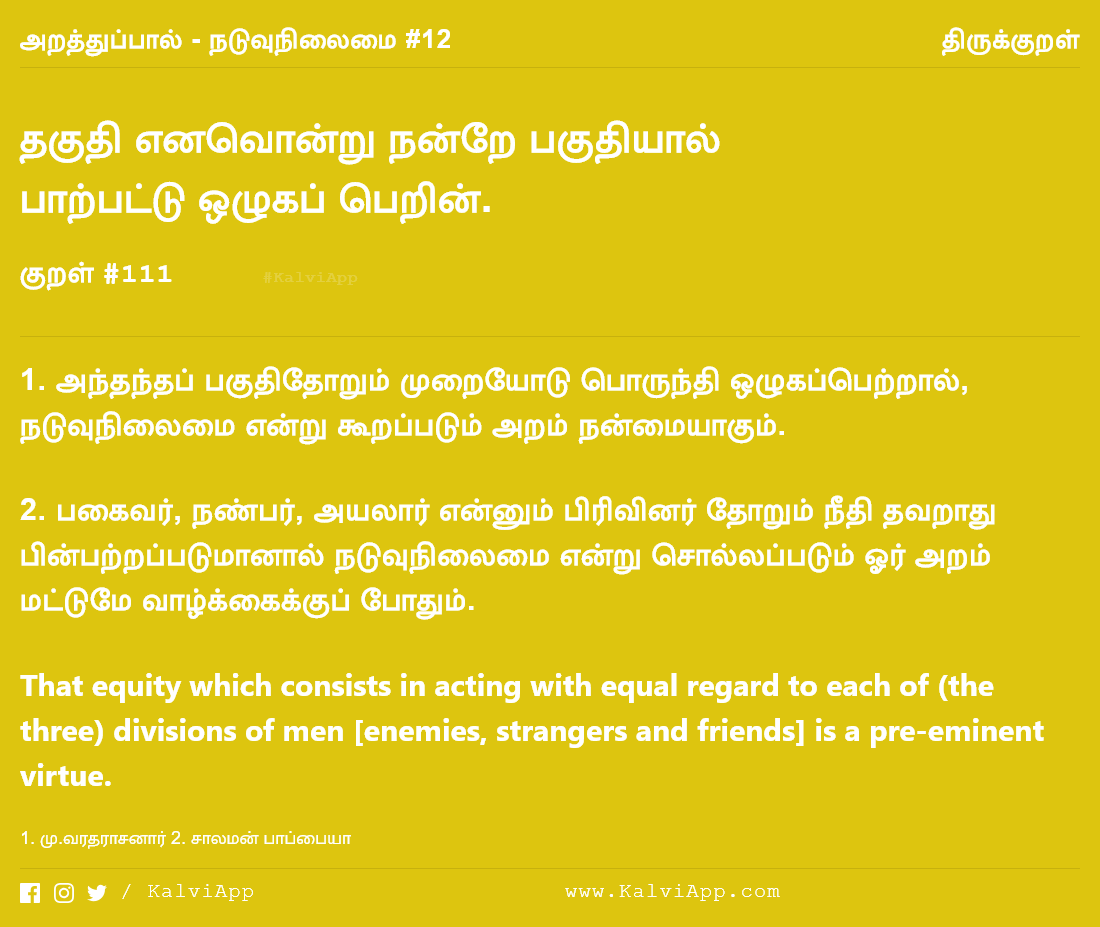 அறத்துப்பால் - நடுவுநிலைமை #12 திருக்குறள்
தகுதி எனவொன்று நன்றே பகுதியால்
பாற்பட்டு ஒழுகப் பெறின்.
குறள் #111 #KalviApp
1. அந்தந்தப் பகுதிதோறும் முறையோடு பொருந்தி ஒழுகப்பெற்றால்,
நடுவுநிலைமை என்று கூறப்படும் அறம் நன்மையாகும்.
2. பகைவர், நண்பர், அயலார் என்னும் பிரிவினர் தோறும் நீதி தவறாது
பின்பற்றப்படுமானால் நடுவுநிலைமை என்று சொல்லப்படும் ஓர் அறம்
மட்டுமே வாழ்க்கைக்குப் போதும்.
That equity which consists in acting with equal regard to each of (the
three) divisions of men [enemies, strangers and friends] is a pre-eminent
virtue.
1. மு.வரதராசனார் 2. சாலமன் பாப்பையா
/ KalviApp www.KalviApp.com